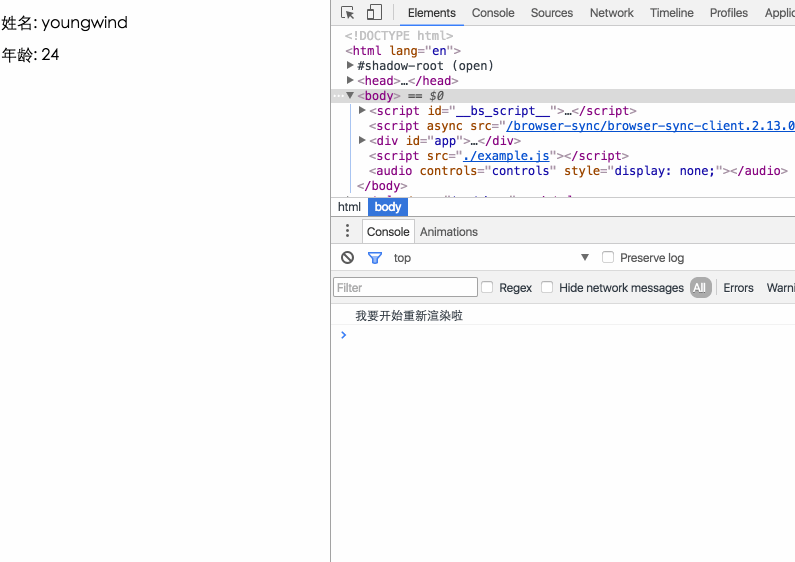 姓名: youngwind
年龄: 24
Elements Console Sources Network Timeline Profiles Applic
<!DOCTYPE html>
<html lang="en">
▶#shadow-root (open)
▶<head>…</head>
···▼<body> == $0
▶<script id="__bs_script__">…</script>
<script async src="/browser-sync/browser-sync-client.2.13.0
▶<div id="app">…</div>
<script src="./example.js"></script>
<audio controls="controls" style="display: none;"></audio>
</body>
html body
Console Animations
top ▼ Preserve log
Filter Regex Hide network messages All Errors Warni
我要开始重新渲染啦
>